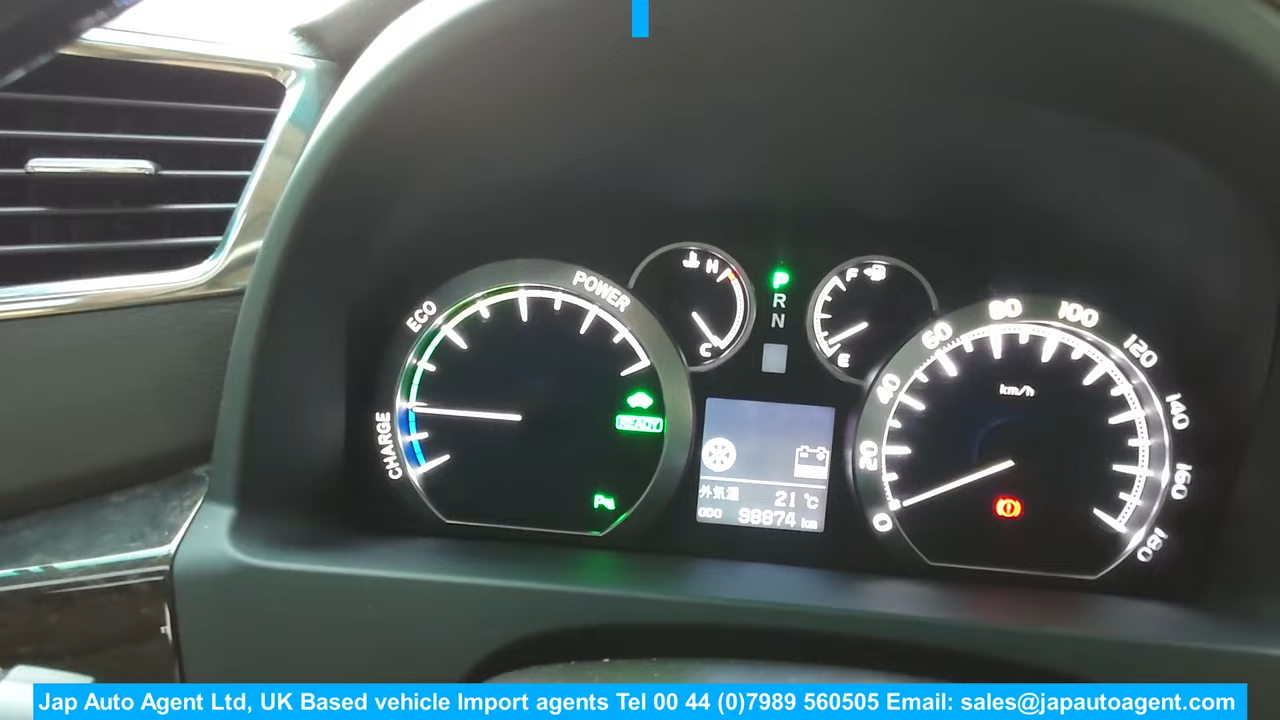 POWER
ECO
CHARGE
READY
H
C
P
R
N
F
E
外気温 21℃
ODO 98874 km
km/h
0
20
40
60
80
100
120
140
160
180
Jap Auto Agent Ltd, UK Based vehicle Import agents Tel 00 44 (0)7989 560505 Email: sales@japautoagent.com